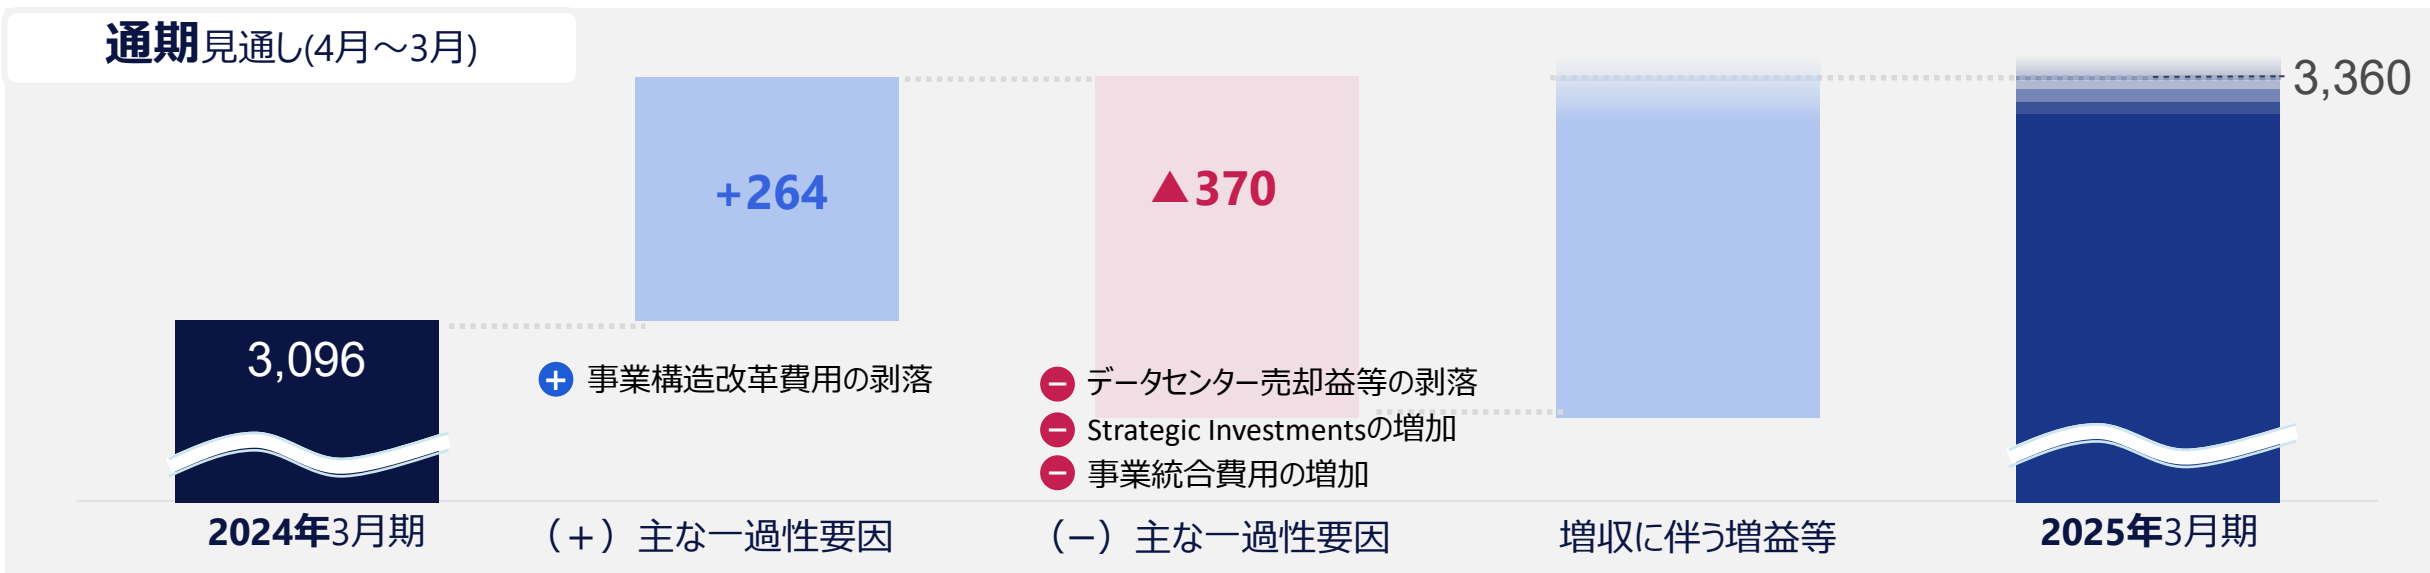 通期見通し(4月～3月)
3,360
+264
▲370
3,096
事業構造改革費用の剥落
データセンター売却益等の剥落
Strategic Investmentsの増加
事業統合費用の増加
2024年3月期
（+）主な一過性要因
（−）主な一過性要因
増収に伴う増益等
2025年3月期